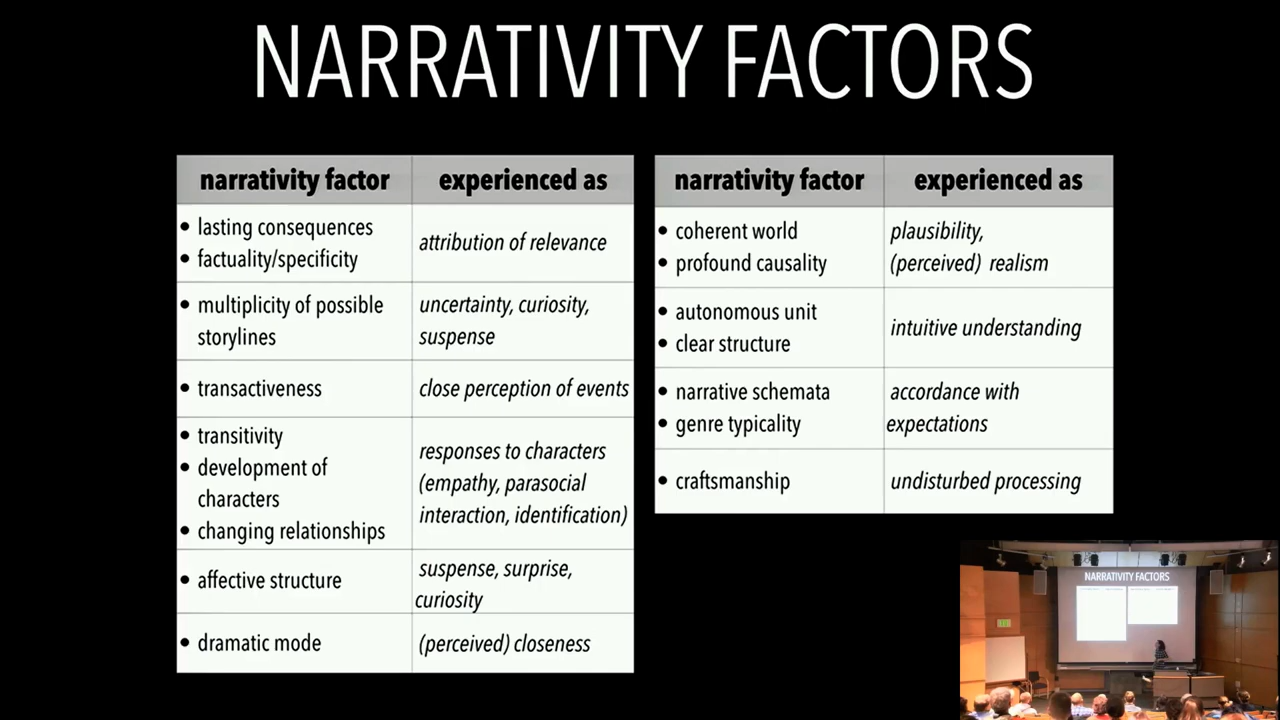 NARRATIVITY FACTORS
narrativity factor experienced as
• lasting consequences
• factuality/specificity
attribution of relevance
• multiplicity of possible
storylines
uncertainty, curiosity,
suspense
• transactiveness
close perception of events
• transitivity
• development of
characters
• changing relationships
responses to characters
(empathy, parasocial
interaction, identification)
• affective structure
suspense, surprise,
curiosity
• dramatic mode
(perceived) closeness
narrativity factor experienced as
• coherent world
• profound causality
plausibility,
(perceived) realism
• autonomous unit
• clear structure
intuitive understanding
• narrative schemata
• genre typicality
accordance with
expectations
• craftsmanship
undisturbed processing
NARRATIVITY FACTORS